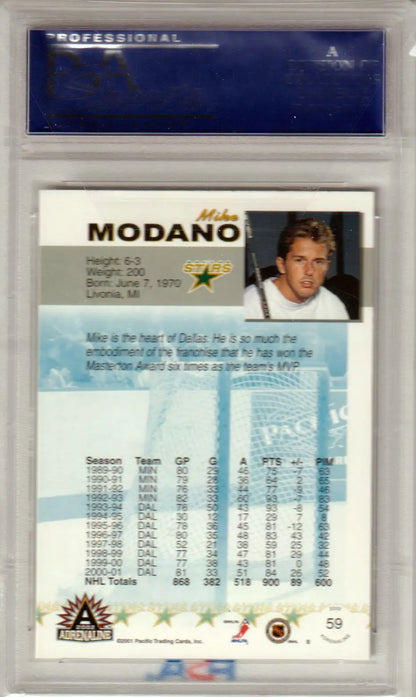 PROFESSIONAL
Mike
MODANO
Height: 6-3
Weight: 200
Born: June 7, 1970
Livonia, MI
STARS
Mike is the heart of Dallas. He is so much the
embodiment of the franchise that he has won the
Masterton Award six times as the team's MVP.
Season Team GP G A PTS +/- PIM
1989-90 MIN 80 29 46 75 -7 63
1990-91 MIN 79 28 36 64 2 65
1991-92 MIN 76 33 44 77 -9 46
1992-93 MIN 82 33 60 93 -7 83
1993-94 DAL 76 50 43 93 -8 54
1994-95 DAL 30 12 17 29 7 8
1995-96 DAL 78 36 45 81 -12 63
1996-97 DAL 80 35 48 83 43 42
1997-98 DAL 52 21 38 59 25 32
1998-99 DAL 77 34 47 81 29 44
1999-00 DAL 77 38 43 81 0 48
2000-01 DAL 81 33 51 84 26 52
NHL Totals 868 382 518 900 89 600
2002
ADRENALINE
©2001 Pacific Trading Cards, Inc.
59
ADRENALINE